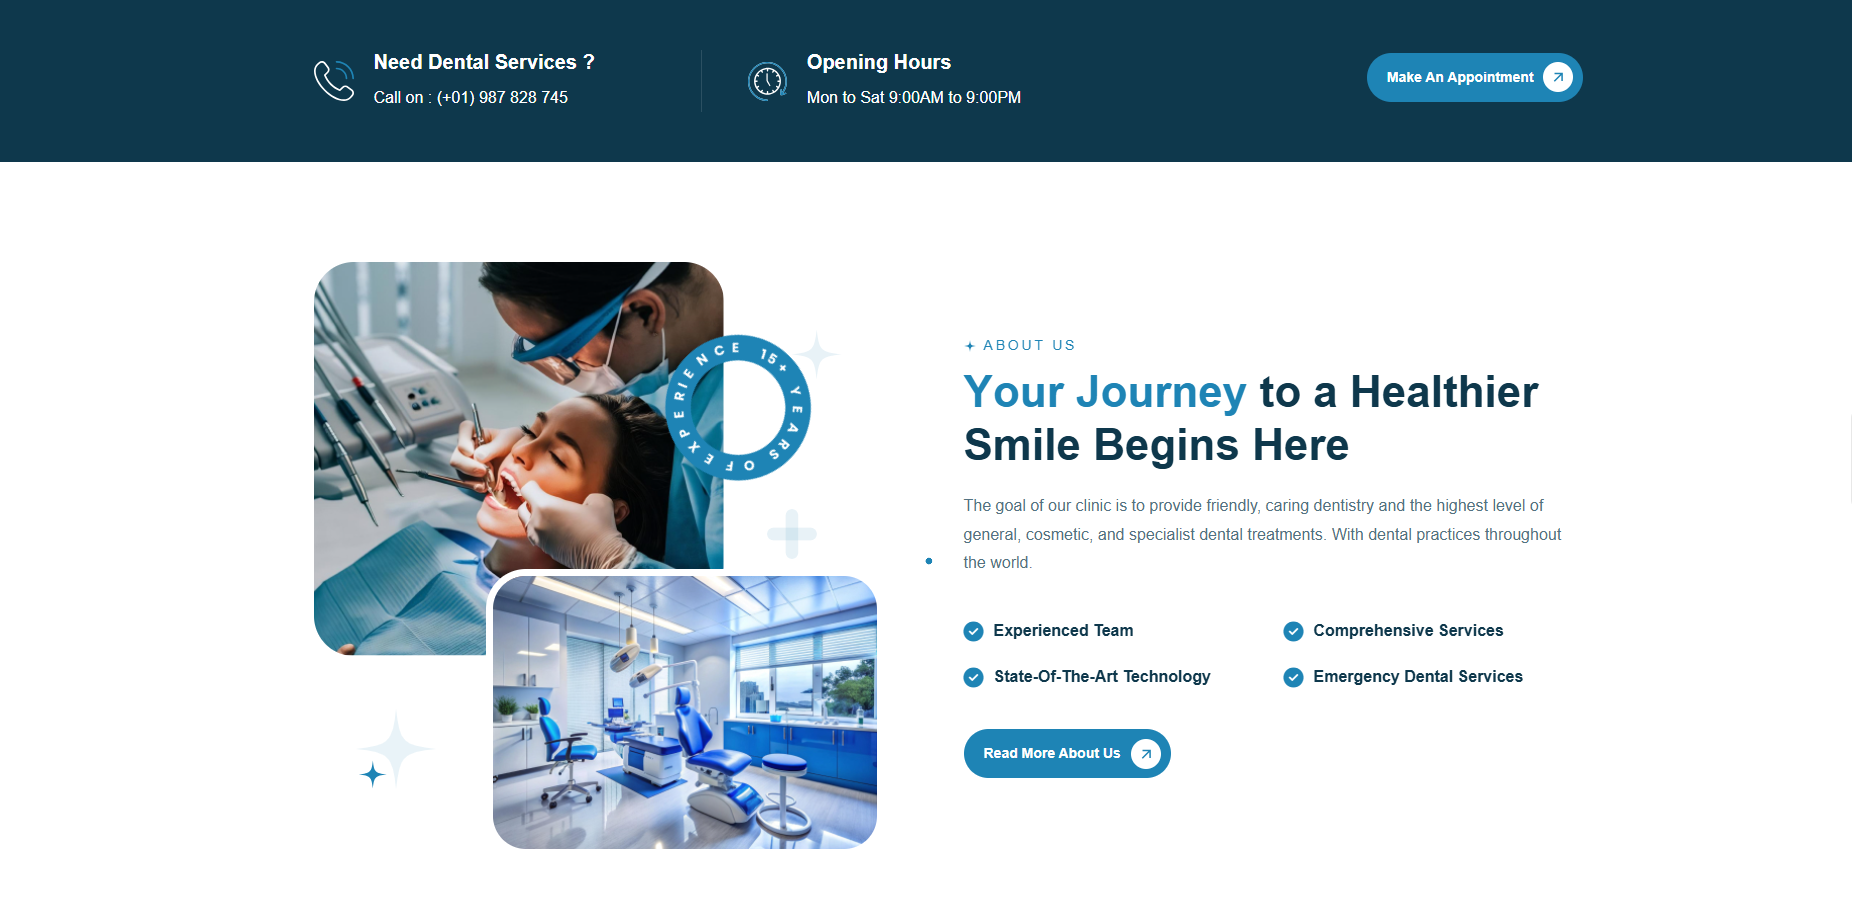 Need Dental Services ?
Call on : (+01) 987 828 745
Opening Hours
Mon to Sat 9:00AM to 9:00PM
Make An Appointment
15+ YEARS OF EXPERIENCE
ABOUT US
Your Journey to a Healthier
Smile Begins Here
The goal of our clinic is to provide friendly, caring dentistry and the highest level of
general, cosmetic, and specialist dental treatments. With dental practices throughout
the world.
Experienced Team
Comprehensive Services
State-Of-The-Art Technology
Emergency Dental Services
Read More About Us